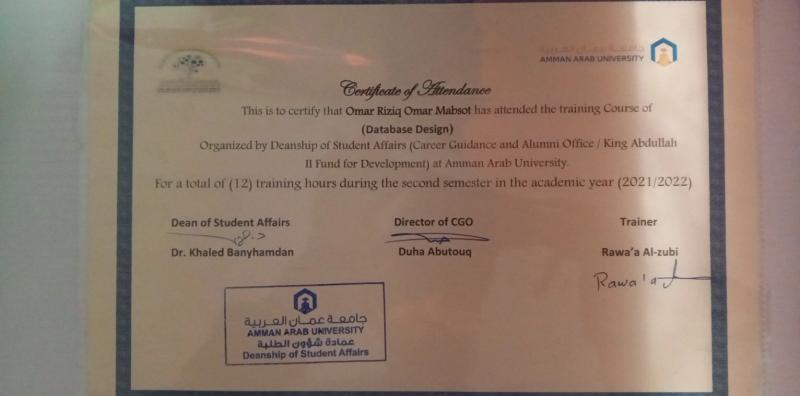 جامعة عمان العربية
AMMAN ARAB UNIVERSITY
Certificate of Attendance
This is to certify that Omar Riziq Omar Mabsot has attended the training Course of
(Database Design)
Organized by Deanship of Student Affairs (Career Guidance and Alumni Office / King Abdullah
II Fund for Development) at Amman Arab University.
For a total of (12) training hours during the second semester in the academic year (2021/2022)
Dean of Student Affairs
Director of CGO
Trainer
Dr. Khaled Banyhamdan
Duha Abutouq
Rawa'a Al-zubi
Rawa'a
جامعة عمان العربية
AMMAN ARAB UNIVERSITY
عمادة شؤون الطلبة
Deanship of Student Affairs